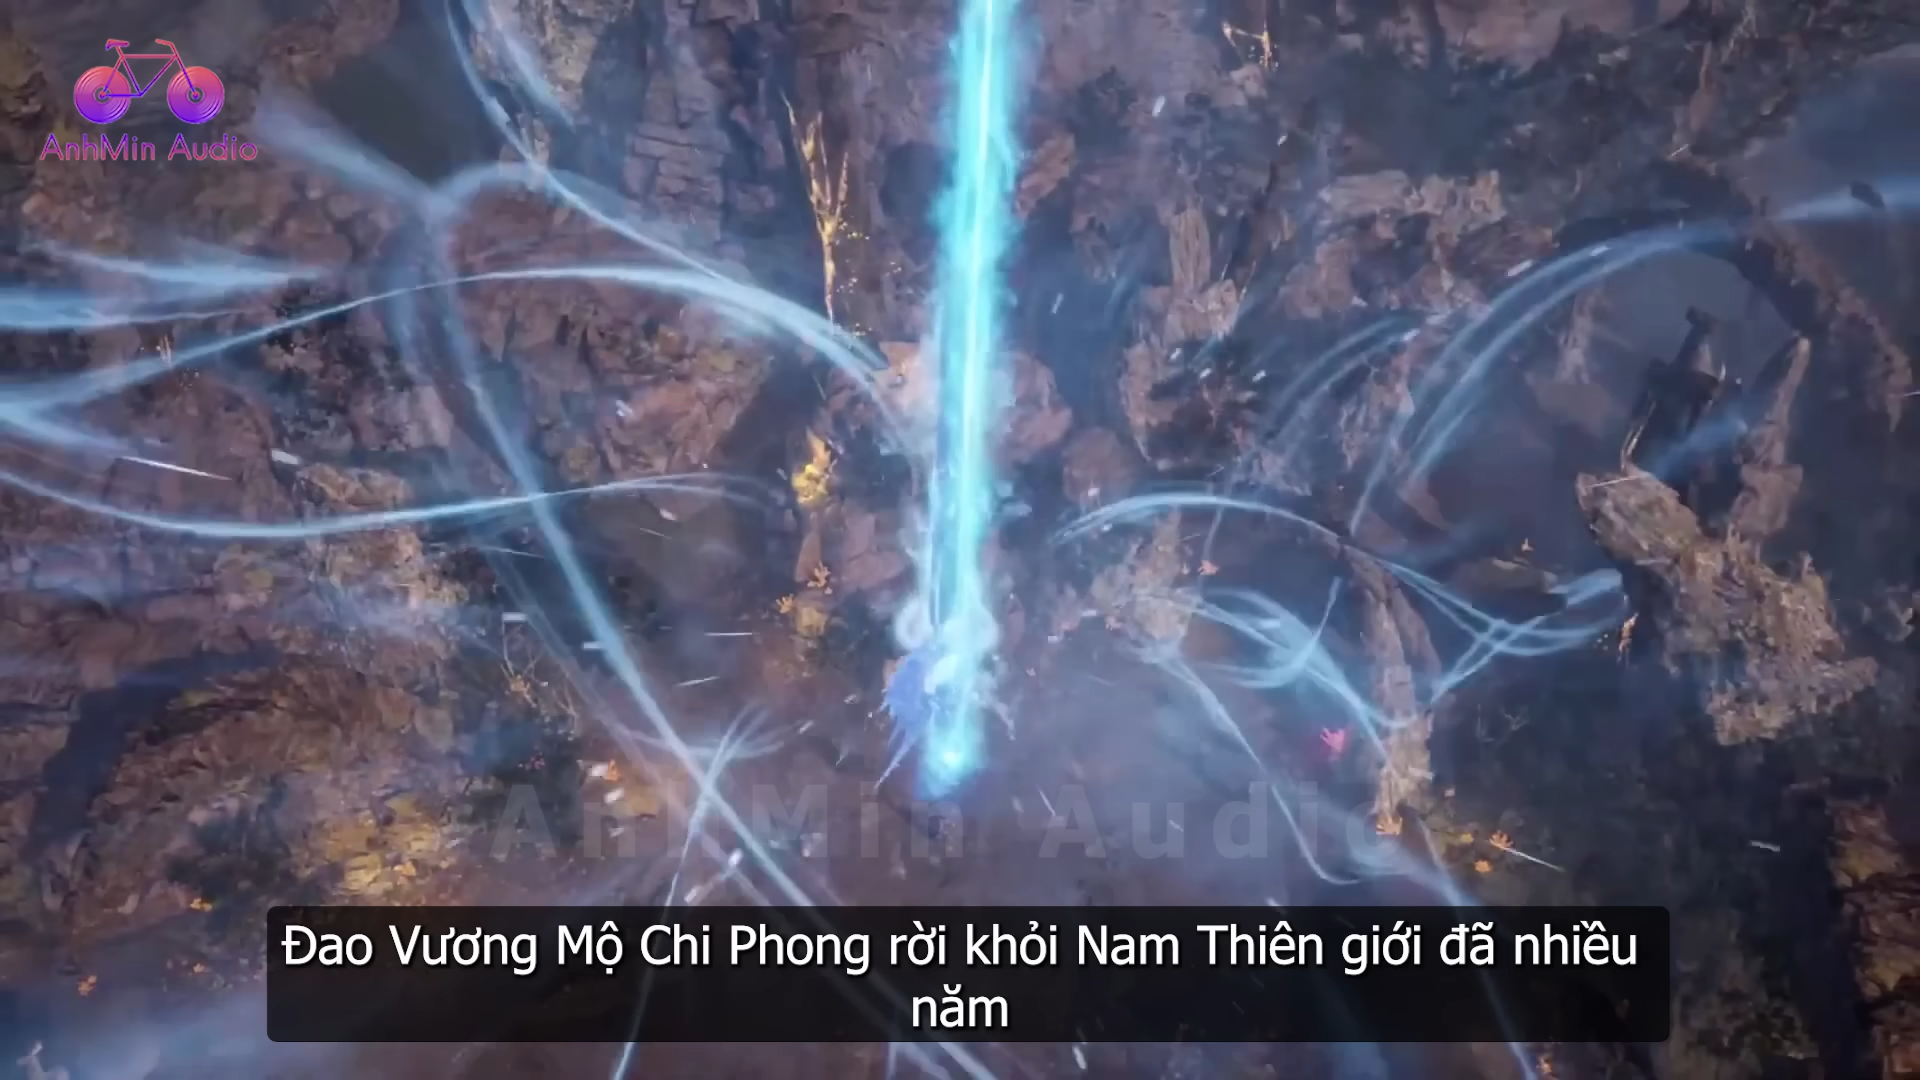 AnhMin Audio
AnhMin Audio
Đao Vương Mộ Chi Phong rời khỏi Nam Thiên giới đã nhiều
năm